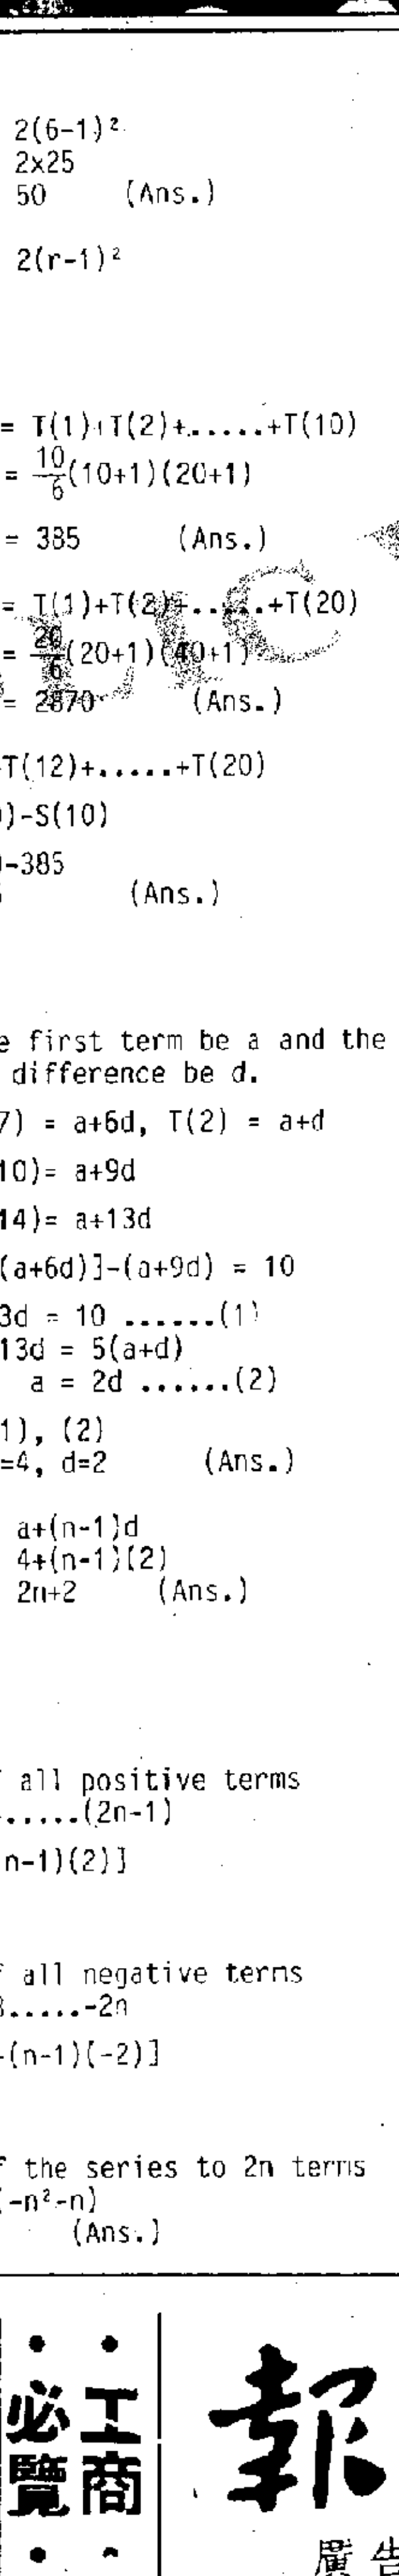 2(6-1)²
2x25
50 (Ans.)
2(r-1)²
= T(1)+T(2)+.....+T(10)
= 10/6(10+1)(20+1)
= 385 (Ans.)
= T(1)+T(2)+.....+T(20)
= 20/6(20+1)(40+1)
= 2870 (Ans.)
T(12)+.....+T(20)
)-S(10)
-385
(Ans.)
e first term be a and the
difference be d.
7) = a+6d, T(2) = a+d
10)= a+9d
14)= a+13d
(a+6d)]-(a+9d) = 10
3d = 10 ......(1)
13d = 5(a+d)
a = 2d ......(2)
1), (2)
=4, d=2 (Ans.)
a+(n-1)d
4+(n-1)(2)
2n+2 (Ans.)
all positive terms
.....(2n-1)
n-1)(2)]
f all negative terms
.....-2n
(n-1)(-2)]
f the series to 2n terms
(-n²-n)
(Ans.)
工商
必覽
報
廣告